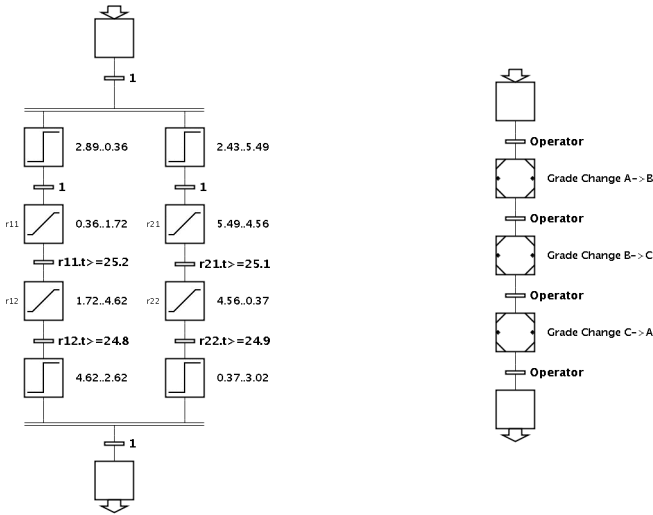 1
2.89..0.36
2.43..5.49
1
1
r11
0.36..1.72
r21
5.49..4.56
r11.t>=25.2
r21.t>=25.1
r12
1.72..4.62
r22
4.56..0.37
r12.t>=24.8
r22.t>=24.9
4.62..2.62
0.37..3.02
1
Operator
Grade Change A->B
Operator
Grade Change B->C
Operator
Grade Change C->A
Operator